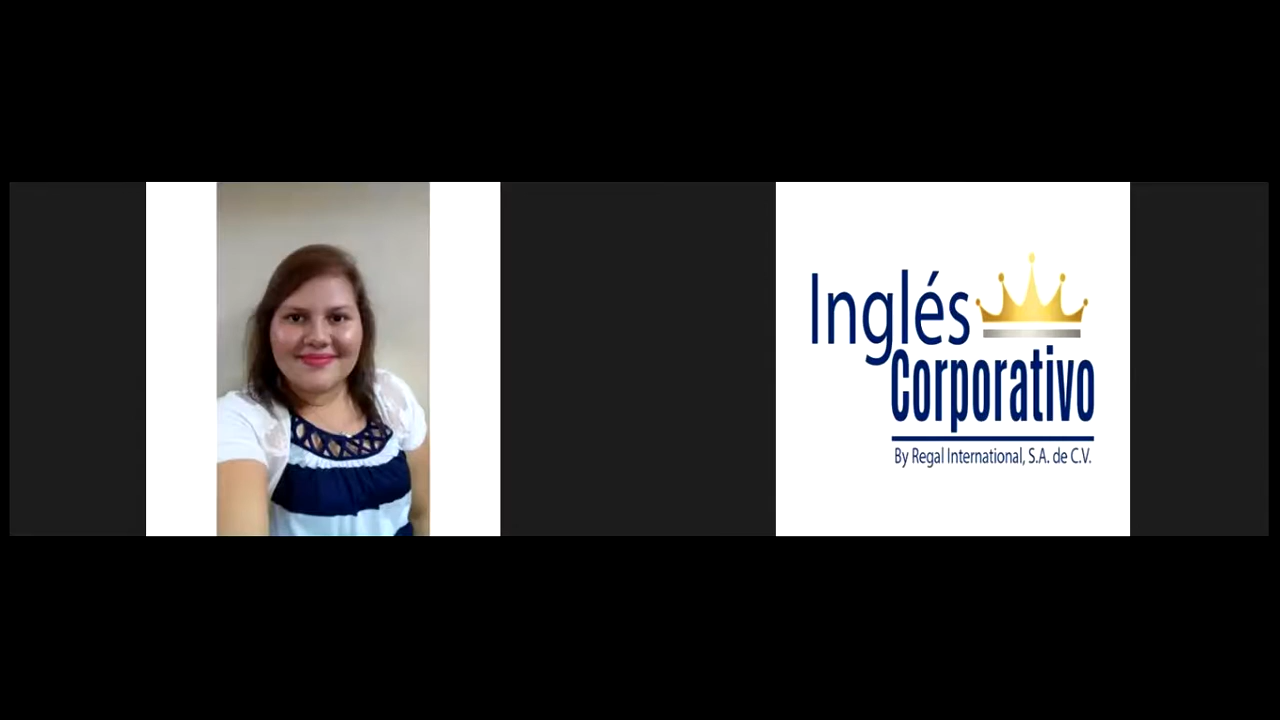 Inglés
Corporativo
By Regal International, S.A. de C.V.